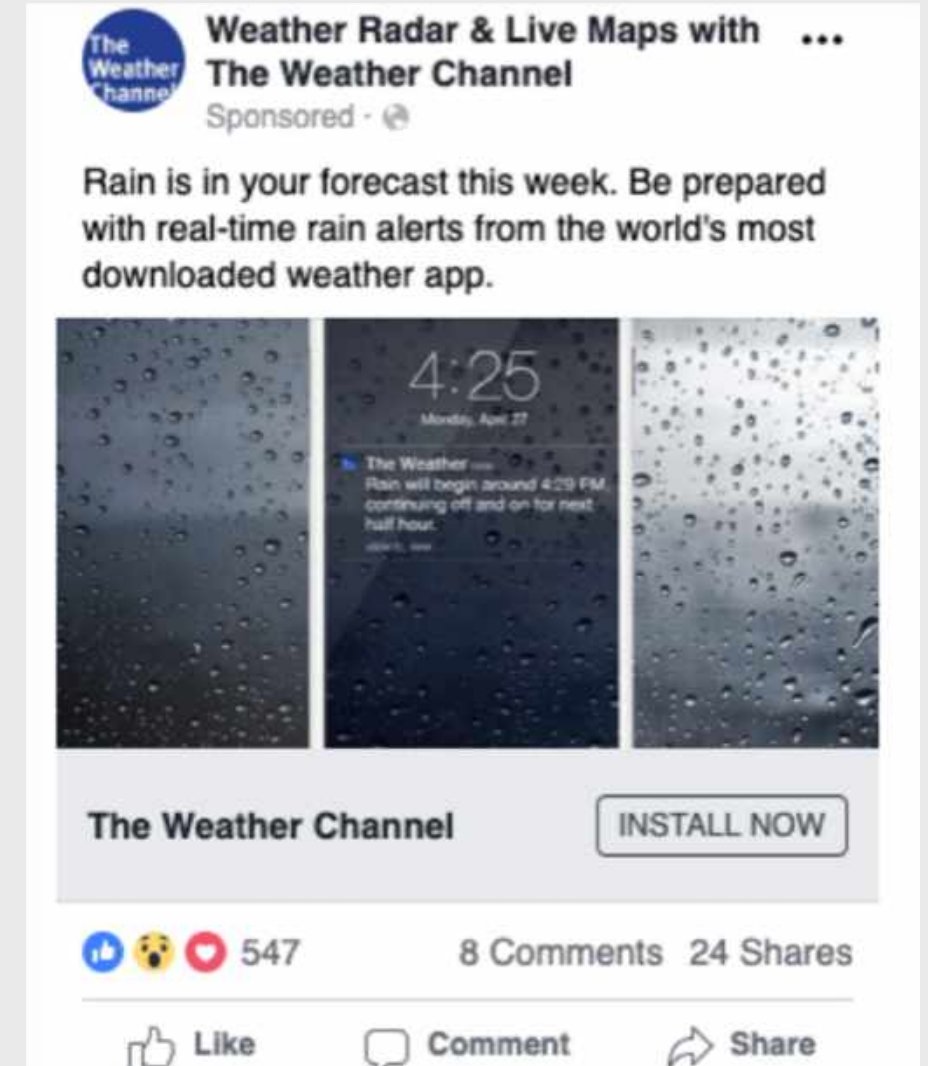 The
Weather
Channel
Weather Radar & Live Maps with
The Weather Channel
Sponsored ·
Rain is in your forecast this week. Be prepared
with real-time rain alerts from the world's most
downloaded weather app.
4:25
Monday, April 27
The Weather
Rain will begin around 4:29 PM,
continuing off and on for next
half hour.
The Weather Channel
INSTALL NOW
547
8 Comments 24 Shares
Like
Comment
Share